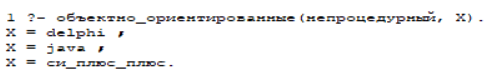 1 ?- объектно_ориентированные(непроцедурный, X).
X = delphi ;
X = java ;
X = си_плюс_плюс.